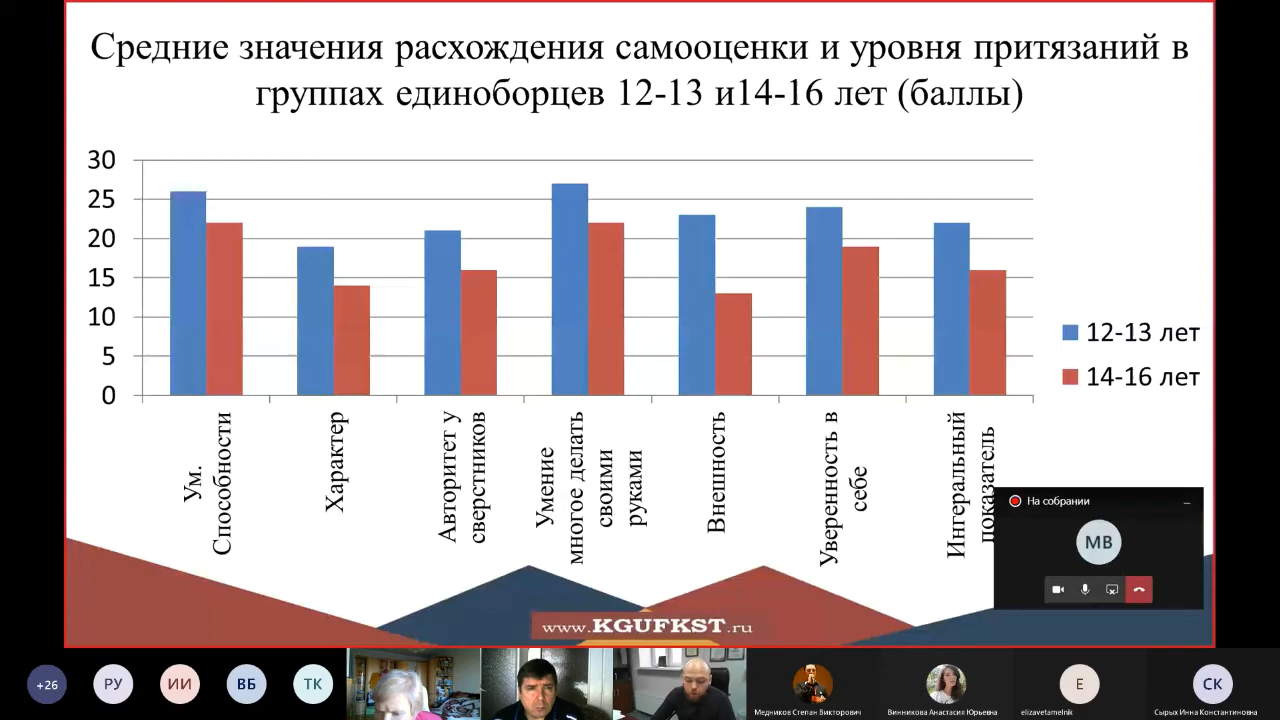 Средние значения расхождения самооценки и уровня притязаний в
группах единоборцев 12-13 и14-16 лет (баллы)
30
25
20
15
10
5
0
12-13 лет
14-16 лет
Ум.
Способности
Характер
Авторитет у
сверстников
Умение
многое делать
своими
руками
Внешность
Уверенность в
себе
Ингеральный
показатель
На собрании
МВ
www.KGUFKST.ru
+26
РУ
ИИ
ВБ
ТК
Медников Степан Викторович
Винникова Анастасия Юрьевна
E
elizavetamelnik
СК
Сырых Инна Константиновна